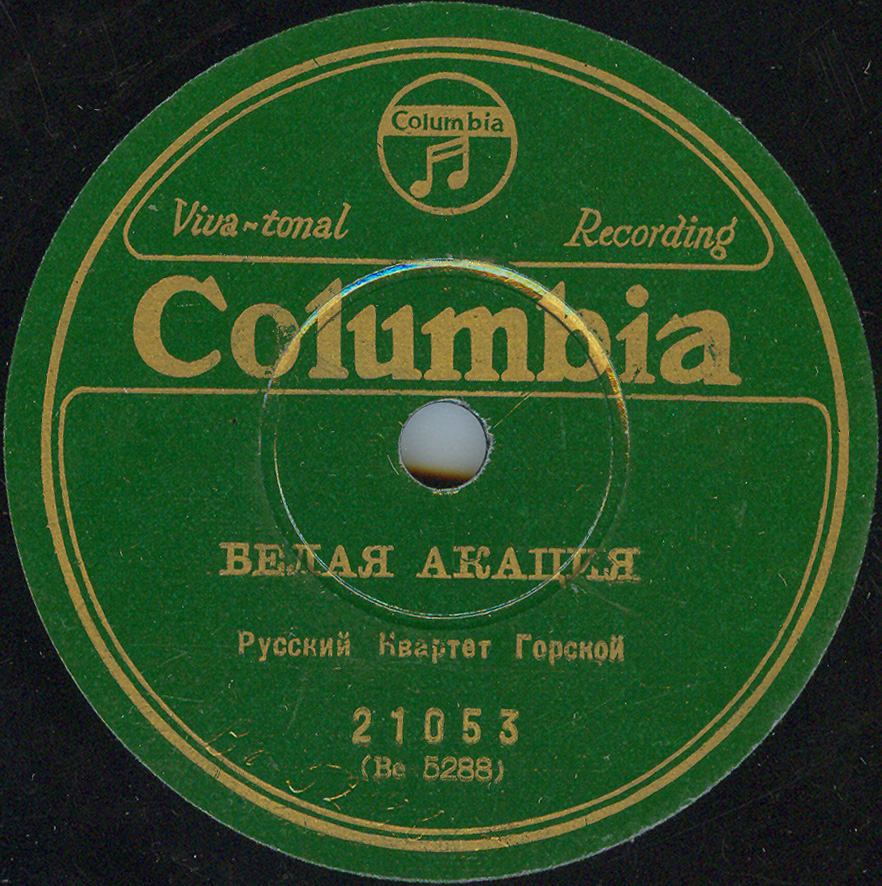 Columbia
Viva-tonal Recording
Columbia
БЕЛАЯ АКАЦИЯ
Русский Квартет Горской
21053
(Be 5288)